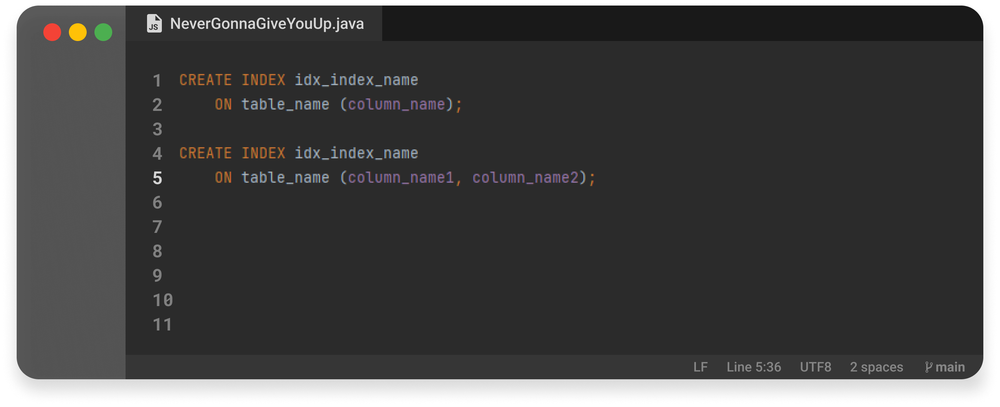 JS NeverGonnaGiveYouUp.java
1 CREATE INDEX idx_index_name
2     ON table_name (column_name);
3
4 CREATE INDEX idx_index_name
5     ON table_name (column_name1, column_name2);
6
7
8
9
10
11
LF Line 5:36 UTF8 2 spaces main